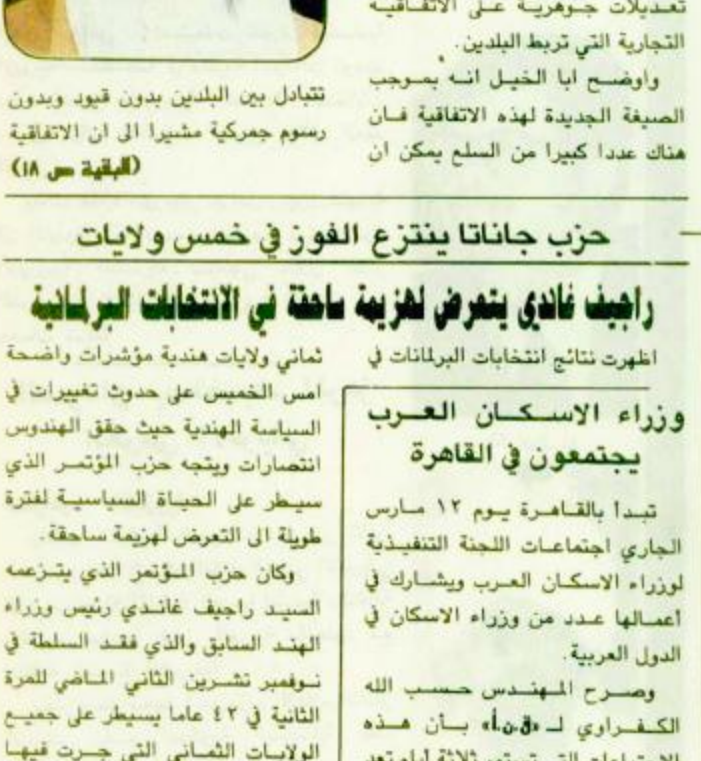 تعديلات جوهرية على الاتفاقية
التجارية التي تربط البلدين.
واوضح ابا الخيل انه بموجب
الصيغة الجديدة لهذه الاتفاقية فان
هناك عددا كبيرا من السلع يمكن ان
تتبادل بين البلدين بدون قيود وبدون
رسوم جمركية مشيرا الى ان الاتفاقية
(البقية ص ١٨)
حزب جاناتا ينتزع الفوز في خمس ولايات
راجيف غاندي يتعرض لهزيمة ساحقة في الانتخابات البرلمانية
اظهرت نتائج انتخابات البرلمانات في
ثماني ولايات هندية مؤشرات واضحة
امس الخميس على حدوث تغييرات في
السياسة الهندية حيث حقق الهندوس
انتصارات ويتجه حزب المؤتمر الذي
سيطر على الحياة السياسية لفترة
طويلة الى التعرض لهزيمة ساحقة.
وكان حزب المؤتمر الذي يتزعمه
السيد راجيف غاندي رئيس وزراء
الهند السابق والذي فقد السلطة في
نوفمبر تشرين الثاني الماضي للمرة
الثانية في ٤٢ عاما يسيطر على جميع
الولايات الثماني التي جرت فيها
وزراء الاسكان العرب
يجتمعون في القاهرة
تبدأ بالقاهرة يوم ١٢ مارس
الجاري اجتماعات اللجنة التنفيذية
لوزراء الاسكان العرب ويشارك في
أعمالها عدد من وزراء الاسكان في
الدول العربية.
وصرح المهندس حسب الله
الكفراوي لـ «ق.ن.أ» بأن هذه